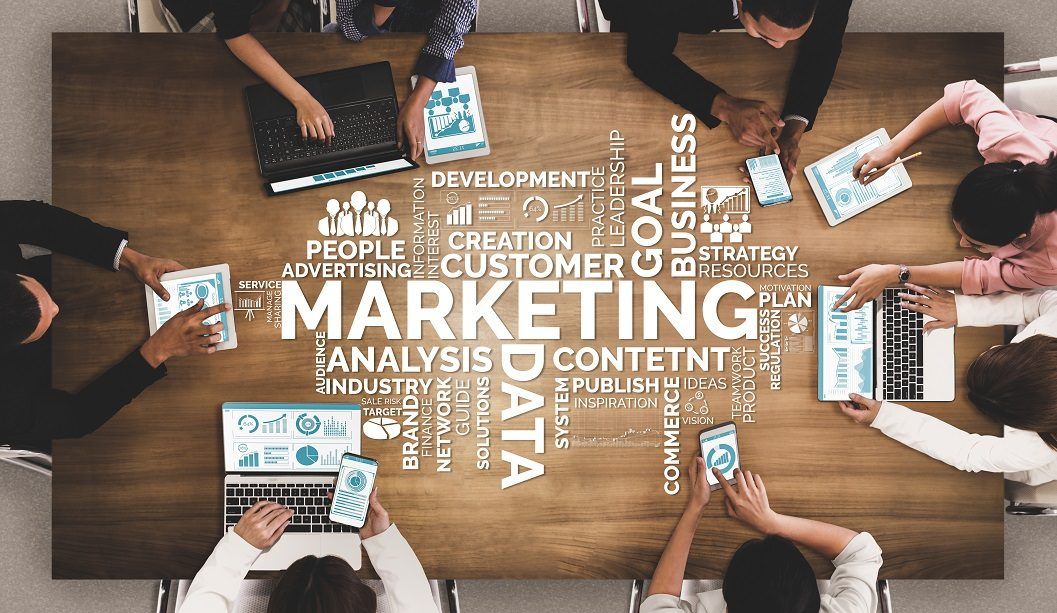 DEVELOPMENT
INFORMATION
INTEREST
PRACTICE
LEADERSHIP
GOAL
BUSINESS
PEOPLE
CREATION
STRATEGY
ADVERTISING
CUSTOMER
RESOURCES
SERVICE
MANAGE
SHARING
MARKETING
MOTIVATION
PLAN
SUCCESS
REGULATION
AUDIENCE
ANALYSIS
DATA
CONTETNT
INDUSTRY
SYSTEM
PUBLISH
IDEAS
TEAMWORK
PRODUCT
SALE RISK
TARGET
BRAND
FINANCE
NETWORK
GUIDE
SOLUTIONS
INSPIRATION
COMMERCE
VISION